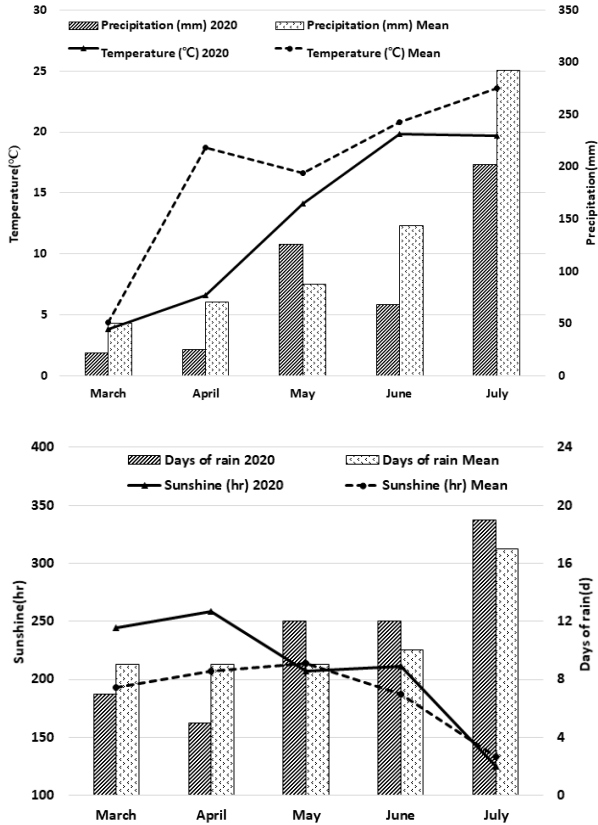 Precipitation (mm) 2020
Precipitation (mm) Mean
Temperature (℃) 2020
Temperature (℃) Mean
30
25
20
15
10
5
0
Temperature(℃)
350
300
250
200
150
100
50
0
Precipitation(mm)
March April May June July
Days of rain 2020
Days of rain Mean
Sunshine (hr) 2020
Sunshine (hr) Mean
400
350
300
250
200
150
100
Sunshine(hr)
24
20
16
12
8
4
0
Days of rain(d)
March April May June July